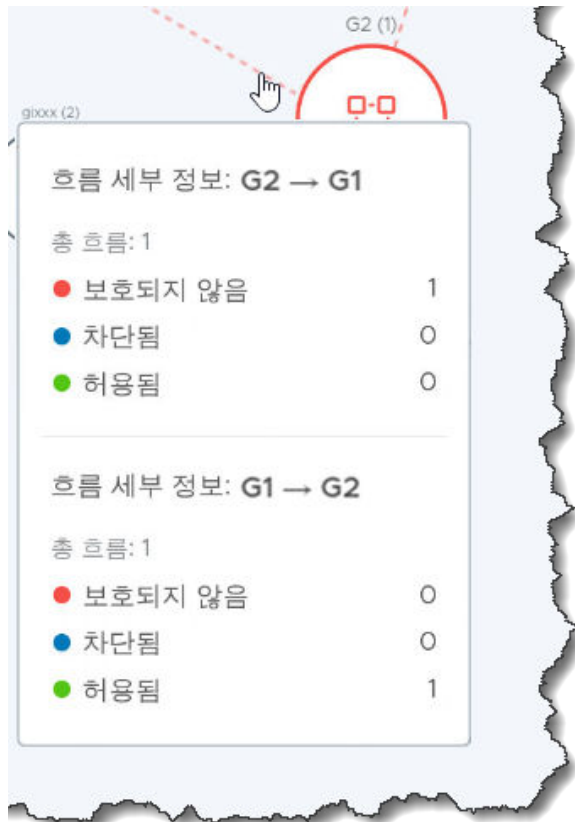 G2 (1)
gixxx (2)
흐름 세부 정보: G2 → G1
총 흐름: 1
보호되지 않음 1
차단됨 0
허용됨 0
흐름 세부 정보: G1 → G2
총 흐름: 1
보호되지 않음 0
차단됨 0
허용됨 1